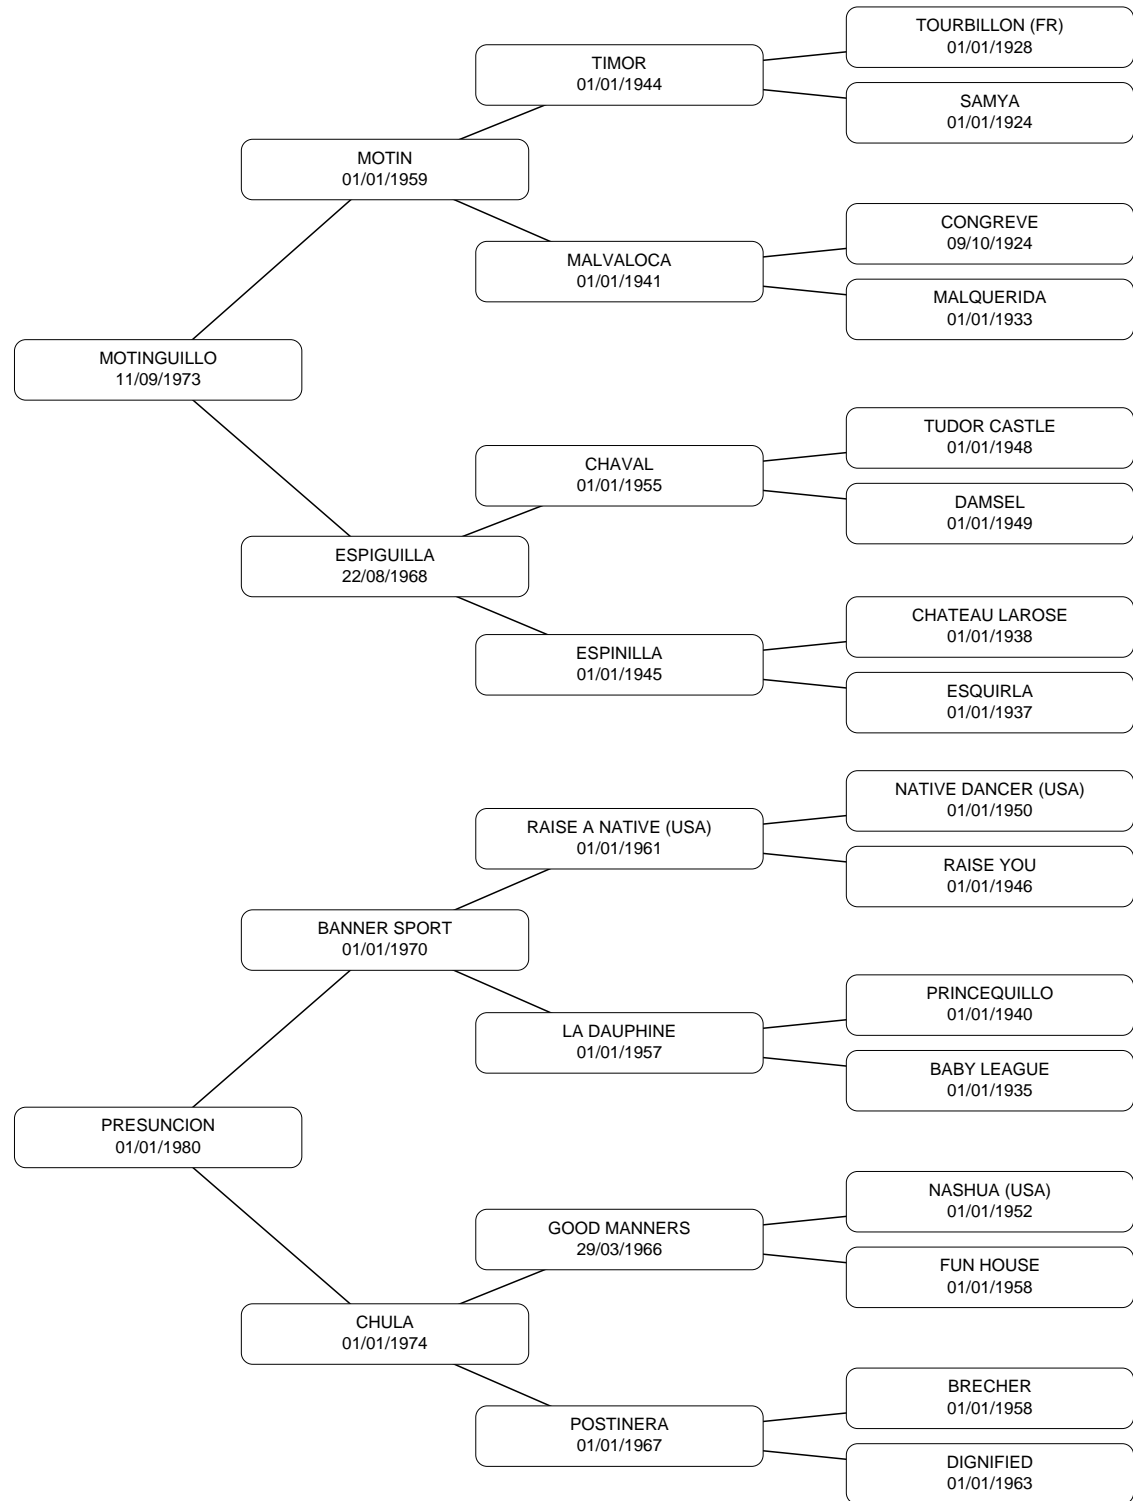 TOURBILLON (FR)
01/01/1928
TIMOR
01/01/1944
SAMYA
01/01/1924
MOTIN
01/01/1959
CONGREVE
09/10/1924
MALVALOCA
01/01/1941
MALQUERIDA
01/01/1933
MOTINGUILLO
11/09/1973
TUDOR CASTLE
01/01/1948
CHAVAL
01/01/1955
DAMSEL
01/01/1949
ESPIGUILLA
22/08/1968
CHATEAU LAROSE
01/01/1938
ESPINILLA
01/01/1945
ESQUIRLA
01/01/1937
NATIVE DANCER (USA)
01/01/1950
RAISE A NATIVE (USA)
01/01/1961
RAISE YOU
01/01/1946
BANNER SPORT
01/01/1970
PRINCEQUILLO
01/01/1940
LA DAUPHINE
01/01/1957
BABY LEAGUE
01/01/1935
PRESUNCION
01/01/1980
NASHUA (USA)
01/01/1952
GOOD MANNERS
29/03/1966
FUN HOUSE
01/01/1958
CHULA
01/01/1974
BRECHER
01/01/1958
POSTINERA
01/01/1967
DIGNIFIED
01/01/1963